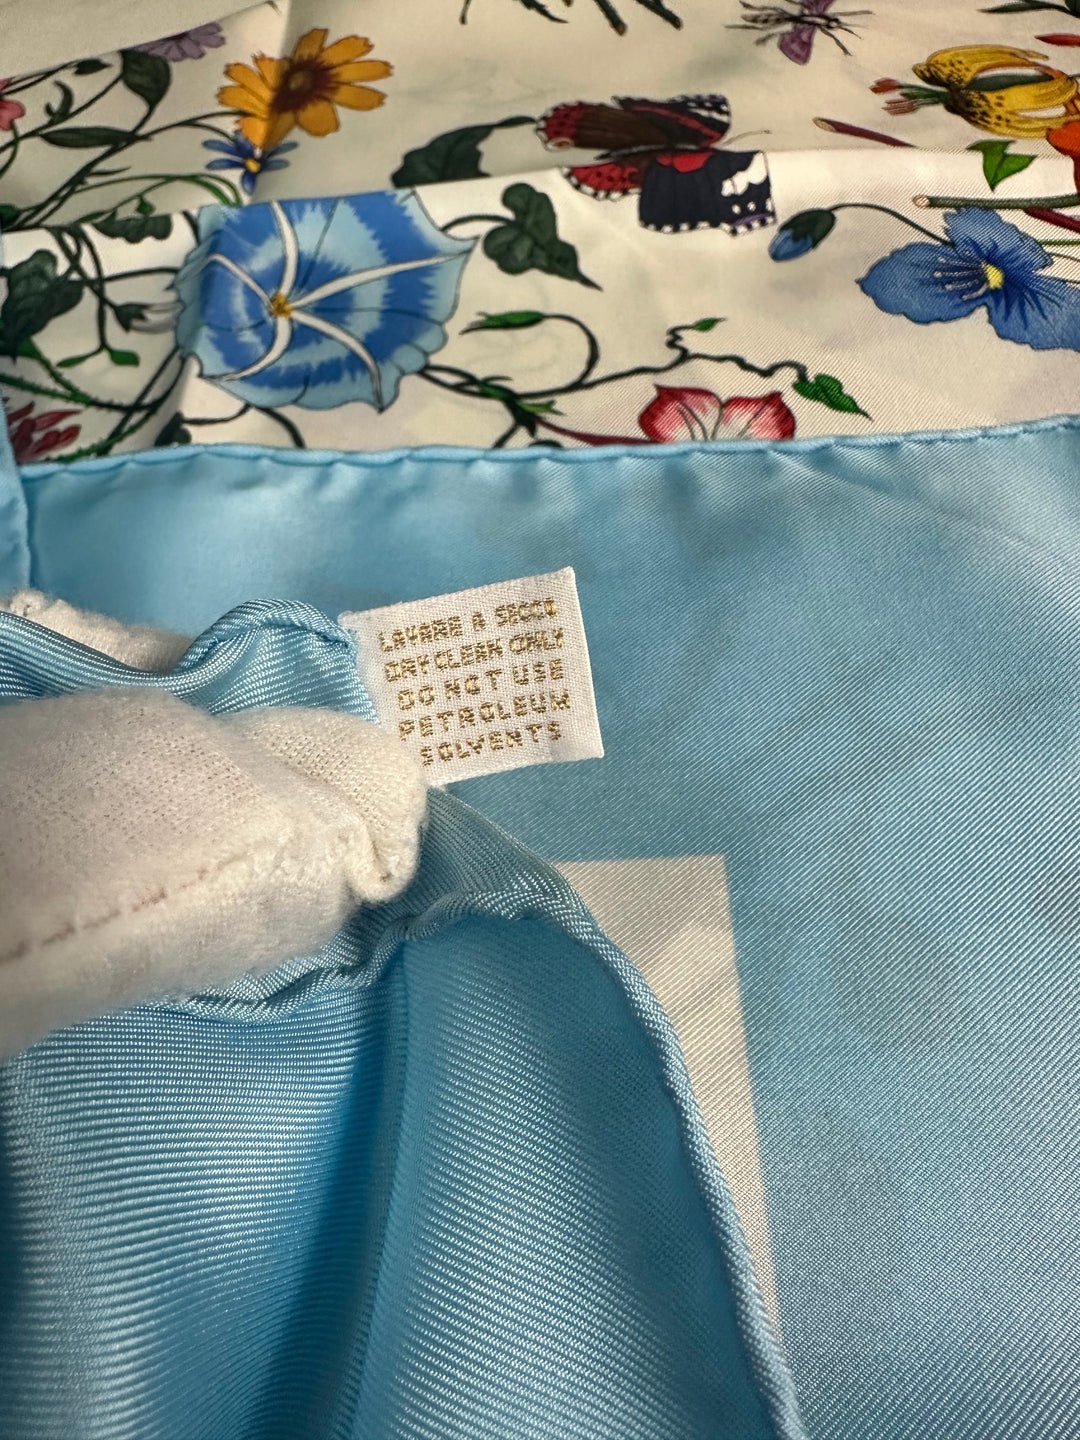 LAVARE A SECCO
DRY CLEAN ONLY
DO NOT USE
PETROLEUM
SOLVENTS